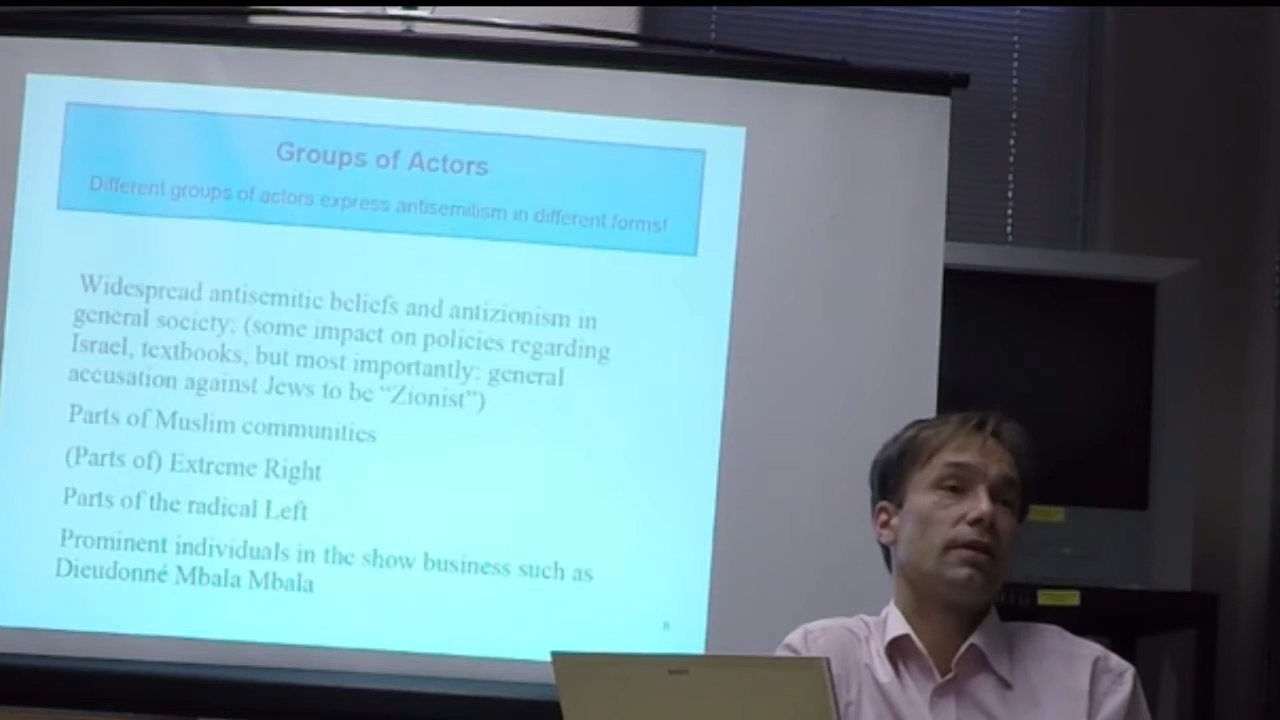 Groups of Actors
Different groups of actors express antisemitism in different forms!
Widespread antisemitic beliefs and antizionism in
general society: (some impact on policies regarding
Israel, textbooks, but most importantly: general
accusation against Jews to be “Zionist”)
Parts of Muslim communities
(Parts of) Extreme Right
Parts of the radical Left
Prominent individuals in the show business such as
Dieudonné Mbala Mbala
SONY